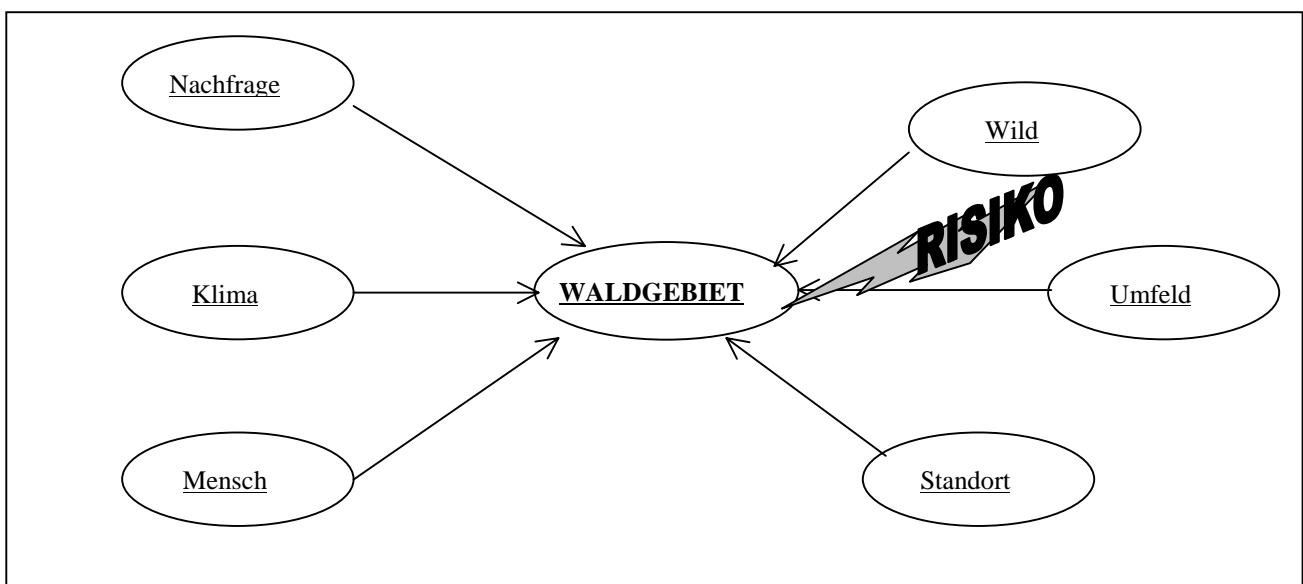 Nachfrage
Wild
RISIKO
Klima
WALDGEBIET
Umfeld
Mensch
Standort